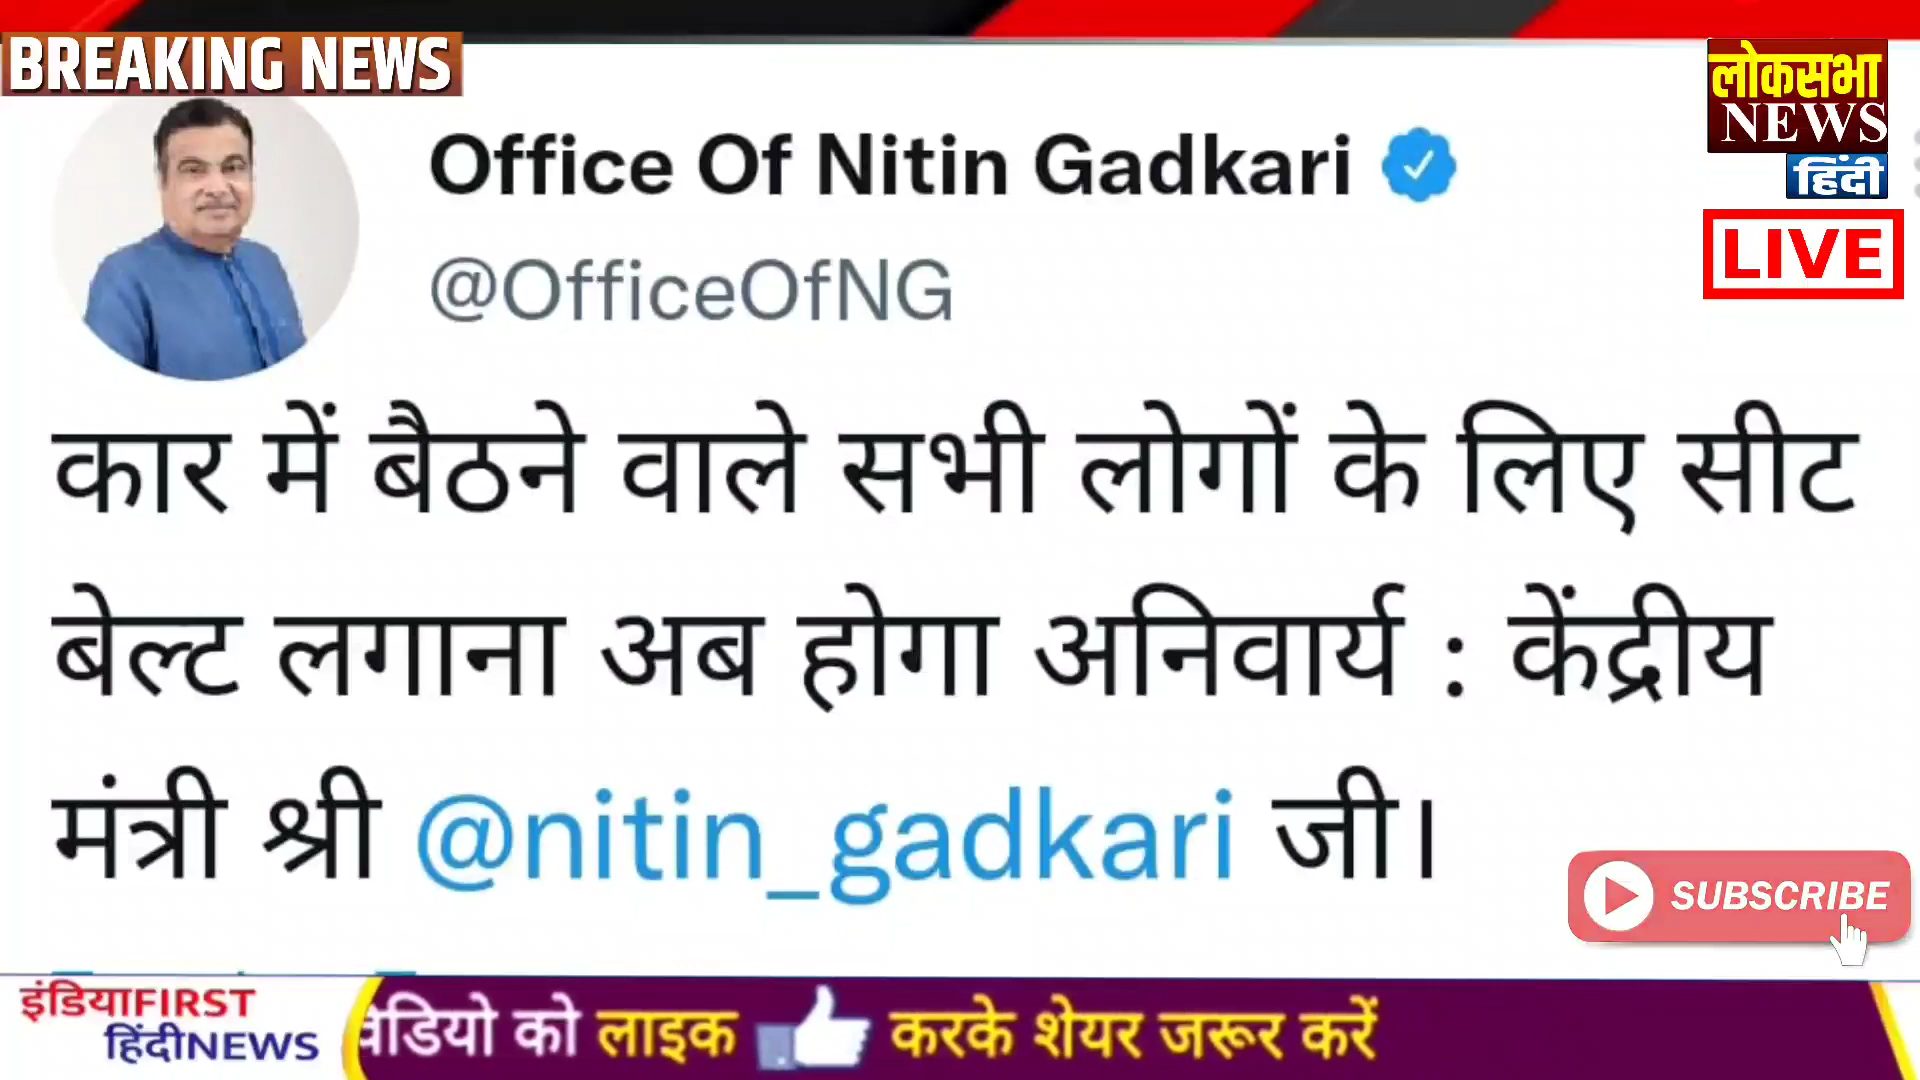 BREAKING NEWS
लोकसभा
NEWS
हिंदी
LIVE
Office Of Nitin Gadkari
@OfficeOfNG
कार में बैठने वाले सभी लोगों के लिए सीट
बेल्ट लगाना अब होगा अनिवार्य : केंद्रीय
मंत्री श्री @nitin_gadkari जी।
SUBSCRIBE
इंडियाFIRST
हिंदीNEWS
को लाइक करके शेयर जरूर करें